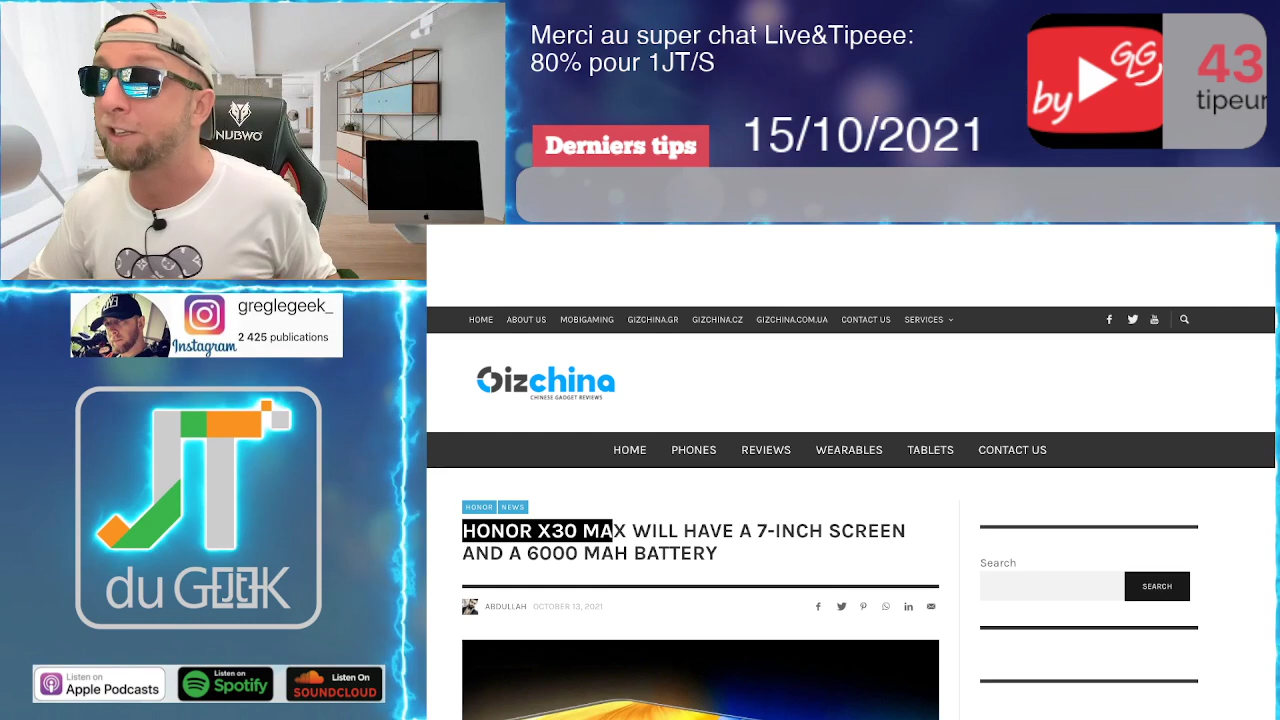 NUBWO
Merci au super chat Live&Tipeee:
80% pour 1JT/S
Derniers tips
15/10/2021
by GLG
43
tipeur
greglegeek_
Instagram
2 425 publications
JT
du GEEK
Listen on
Apple Podcasts
Listen on
Spotify
Listen On
SOUNDCLOUD
HOME ABOUT US MOBIGAMING GIZCHINA.GR GIZCHINA.CZ GIZCHINA.COM.UA CONTACT US SERVICES
Gizchina
CHINESE GADGET REVIEWS
HOME PHONES REVIEWS WEARABLES TABLETS CONTACT US
HONOR NEWS
HONOR X30 MAX WILL HAVE A 7-INCH SCREEN
AND A 6000 MAH BATTERY
ABDULLAH OCTOBER 13, 2021
Search
SEARCH